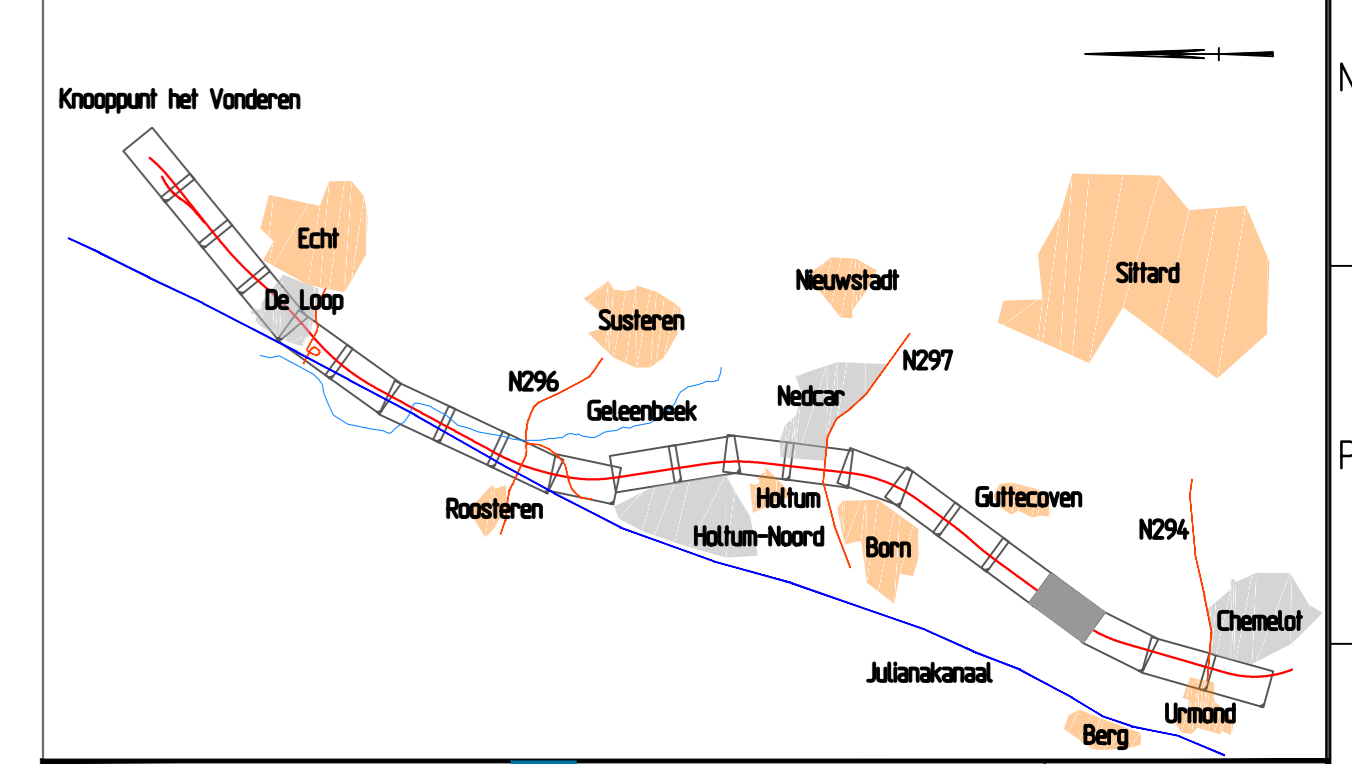 Knooppunt het Vonderen
Echt
De Loop
Susteren
Nieuwstadt
Sittard
N296
N297
Geleenbeek
Nedcar
Roosteren
Holtum
Holtum-Noord
Born
Guttecoven
N294
Chemelot
Julianakanaal
Urmond
Berg